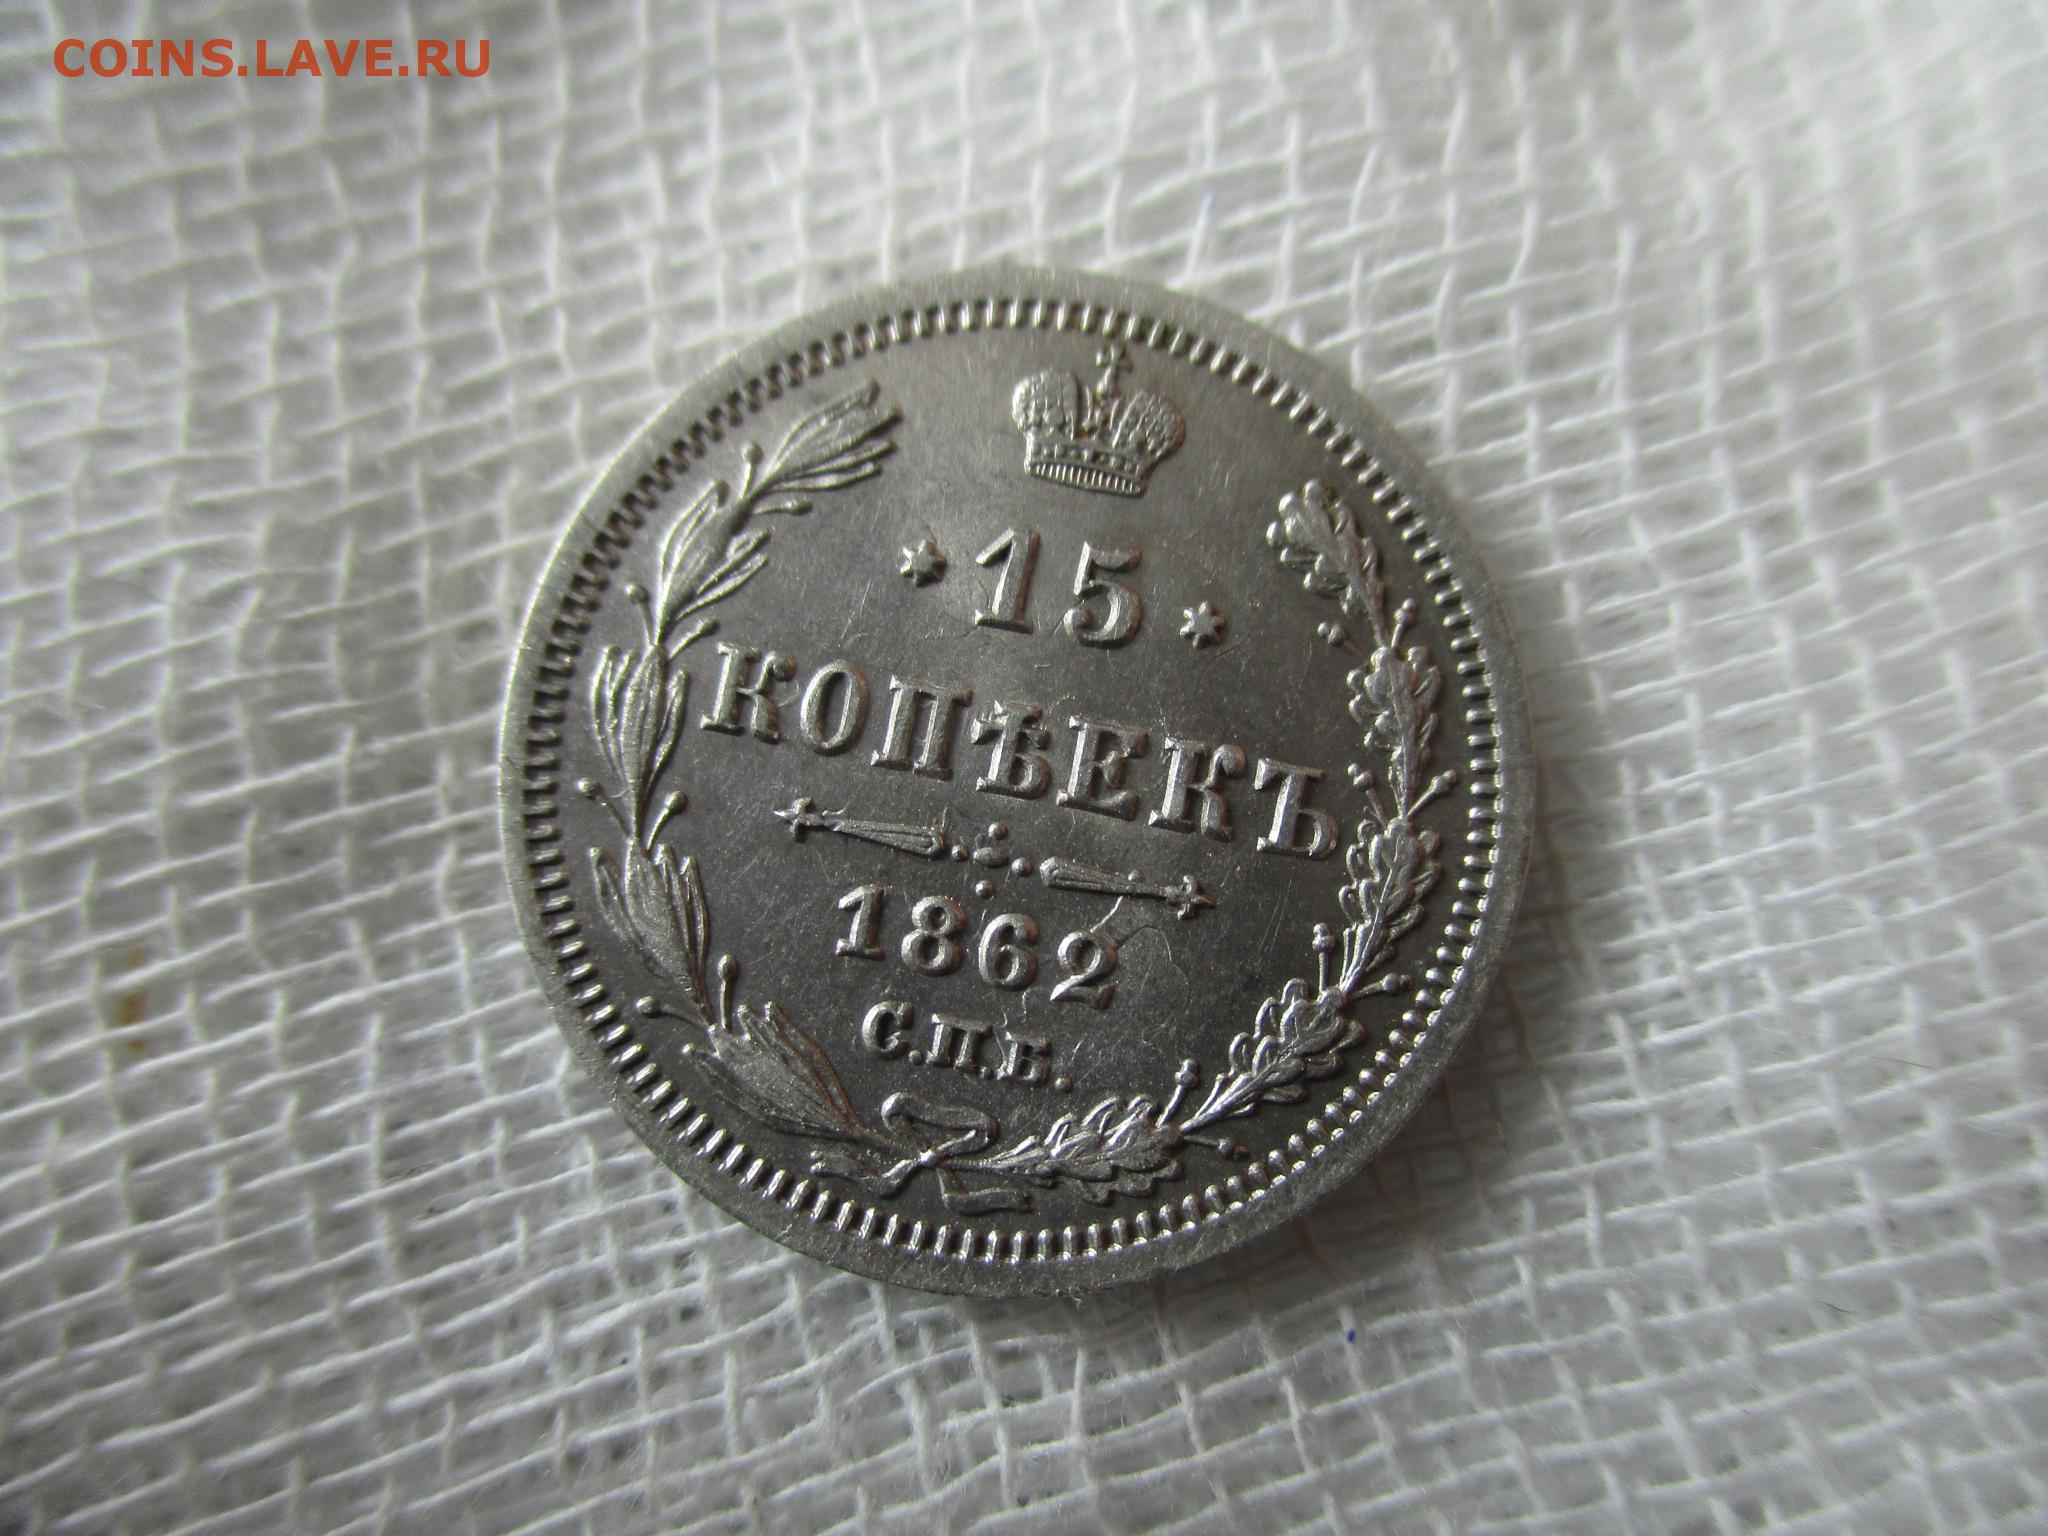 COINS.LAVE.RU
* 15 *
КОПѢЕКЪ
1862
С.П.Б.